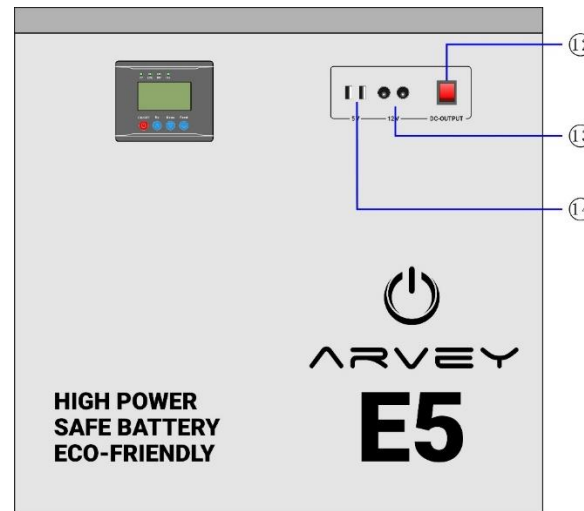 12
13
14
5V
12V
DC-OUTPUT
ARVEY
E5
HIGH POWER
SAFE BATTERY
ECO-FRIENDLY